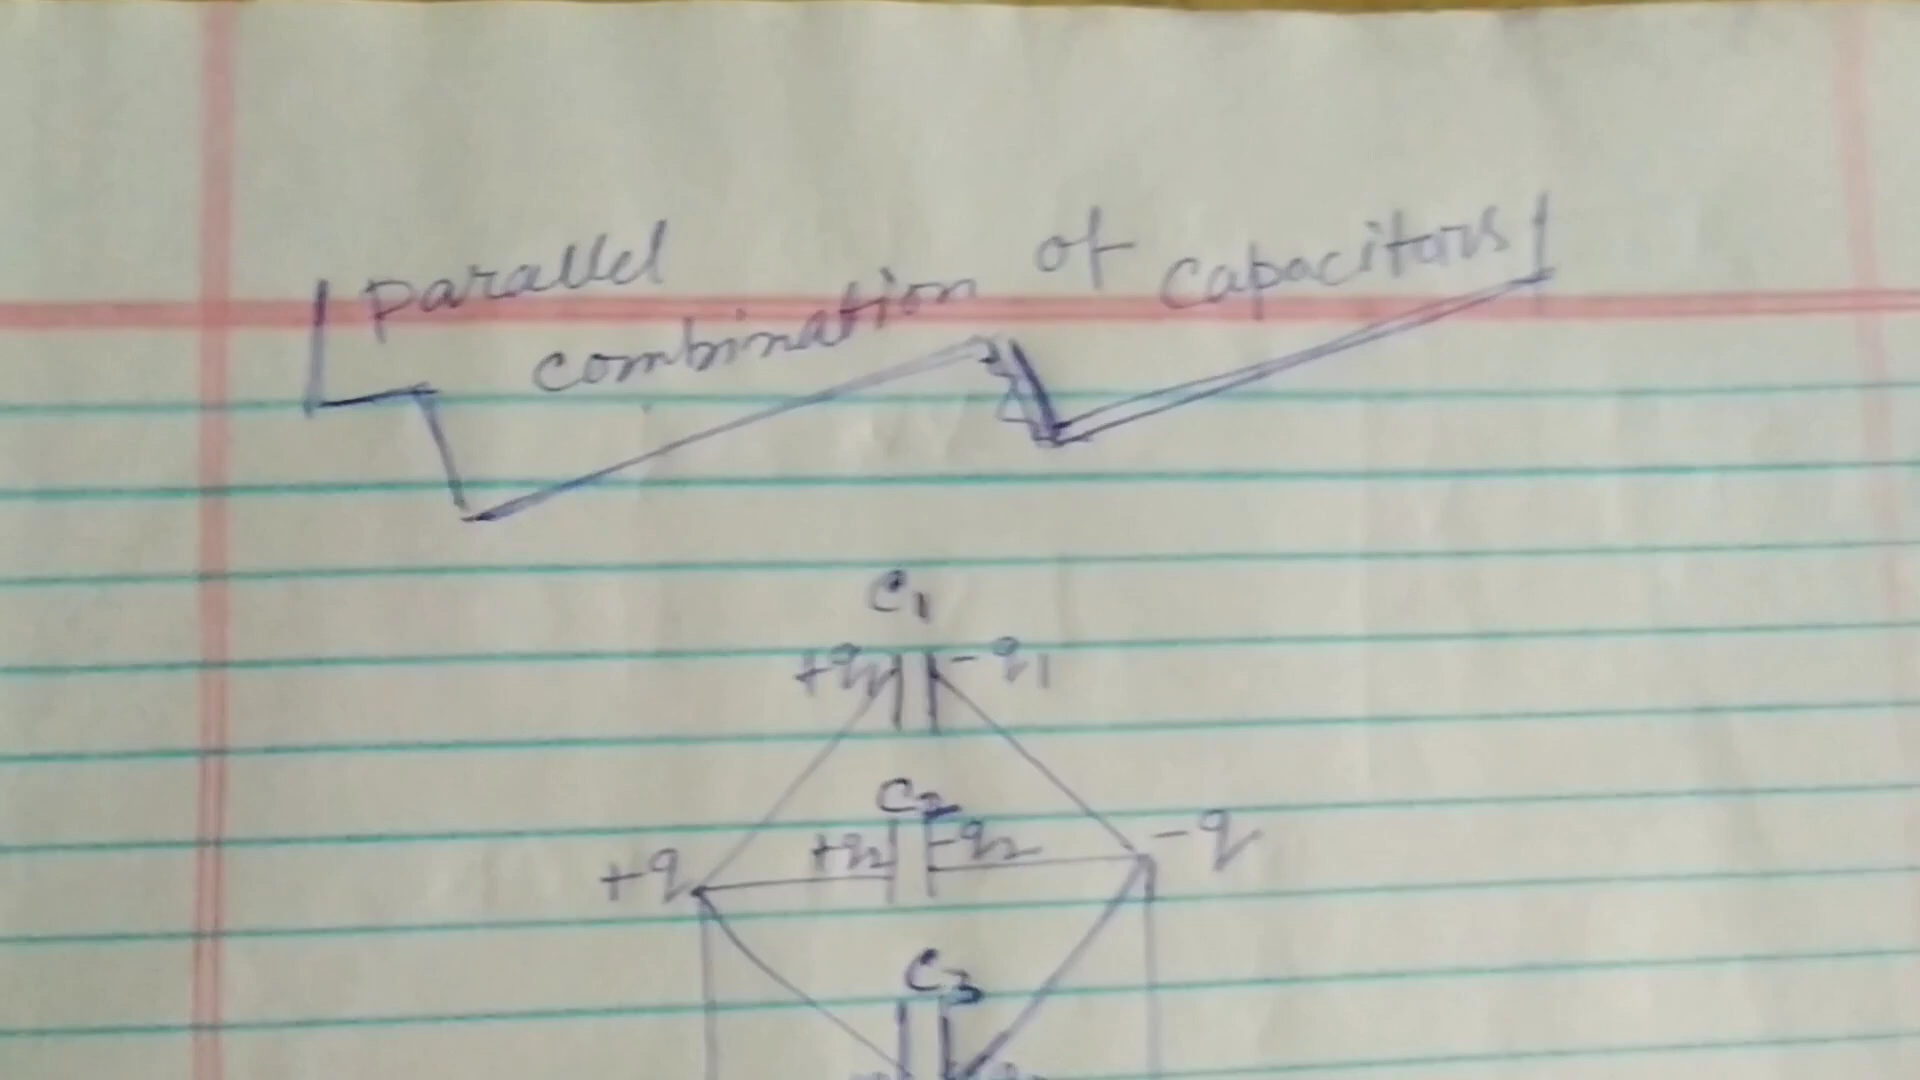 Parallel combination of capacitors
C1
+q1 -q1
C2
+q2 -q2
+q -q
C3